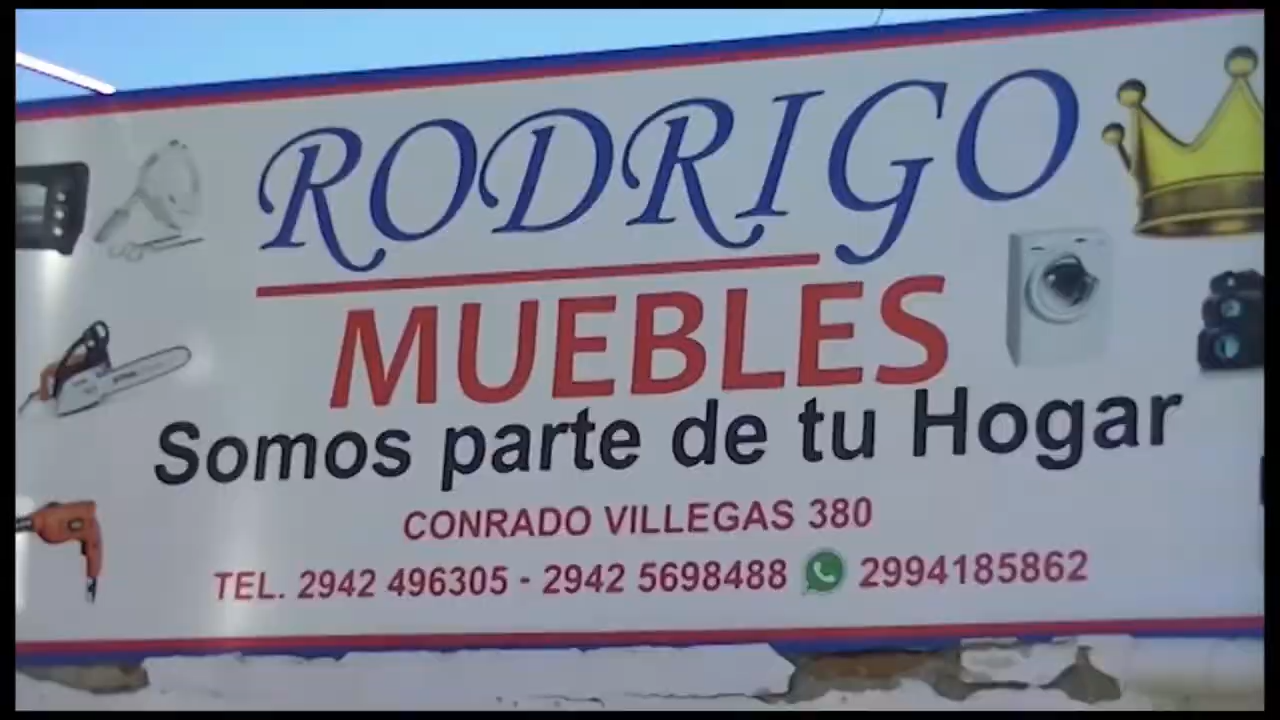 RODRIGO
MUEBLES
Somos parte de tu Hogar
CONRADO VILLEGAS 380
TEL. 2942 496305 - 2942 5698488 2994185862